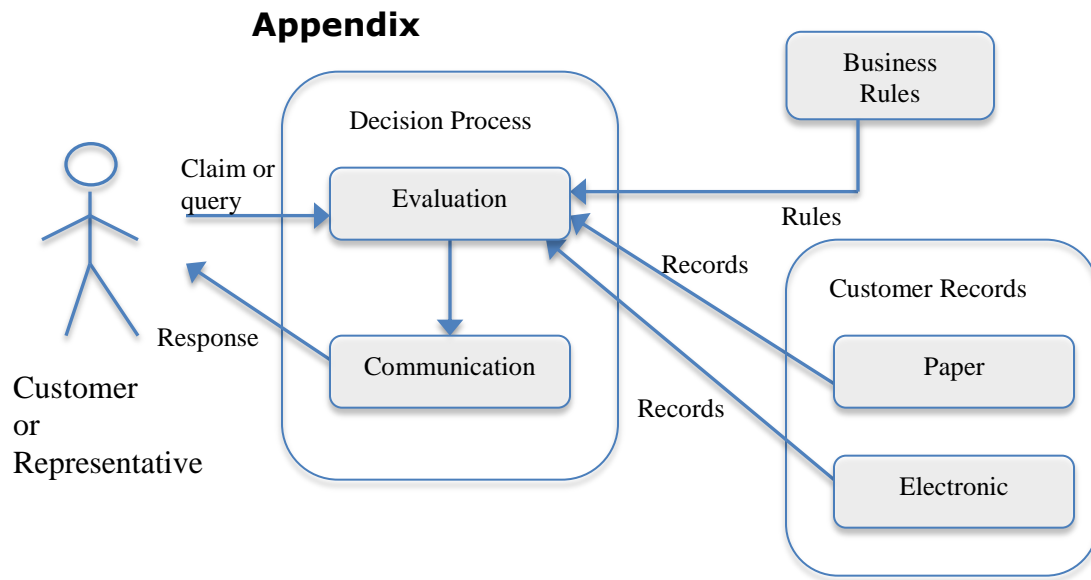 Appendix
Business
Rules
Decision Process
Claim or
query
Evaluation
Rules
Records
Customer Records
Response
Communication
Paper
Customer
or
Representative
Records
Electronic